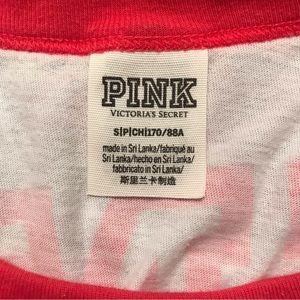 PINK
VICTORIA'S SECRET
S|P|CH|170/88A
made in Sri Lanka/fabriqué au
Sri Lanka/hecho en Sri Lanka/
fabbricato in Sri Lanka/
斯里兰卡制造